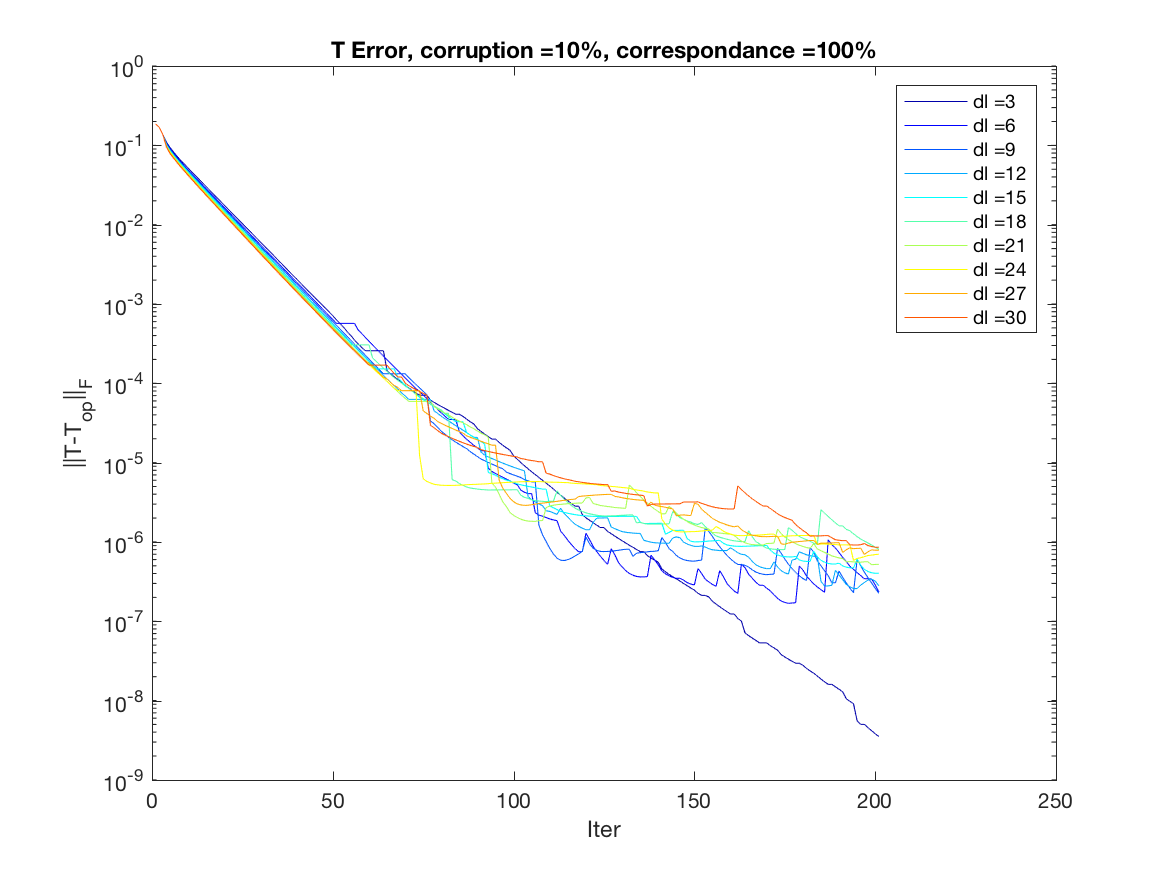 T Error, corruption =10%, correspondance =100%
10^0
10^-1
10^-2
10^-3
10^-4
10^-5
10^-6
10^-7
10^-8
10^-9
||T-T_op||_F
0
50
100
150
200
250
Iter
dl =3
dl =6
dl =9
dl =12
dl =15
dl =18
dl =21
dl =24
dl =27
dl =30